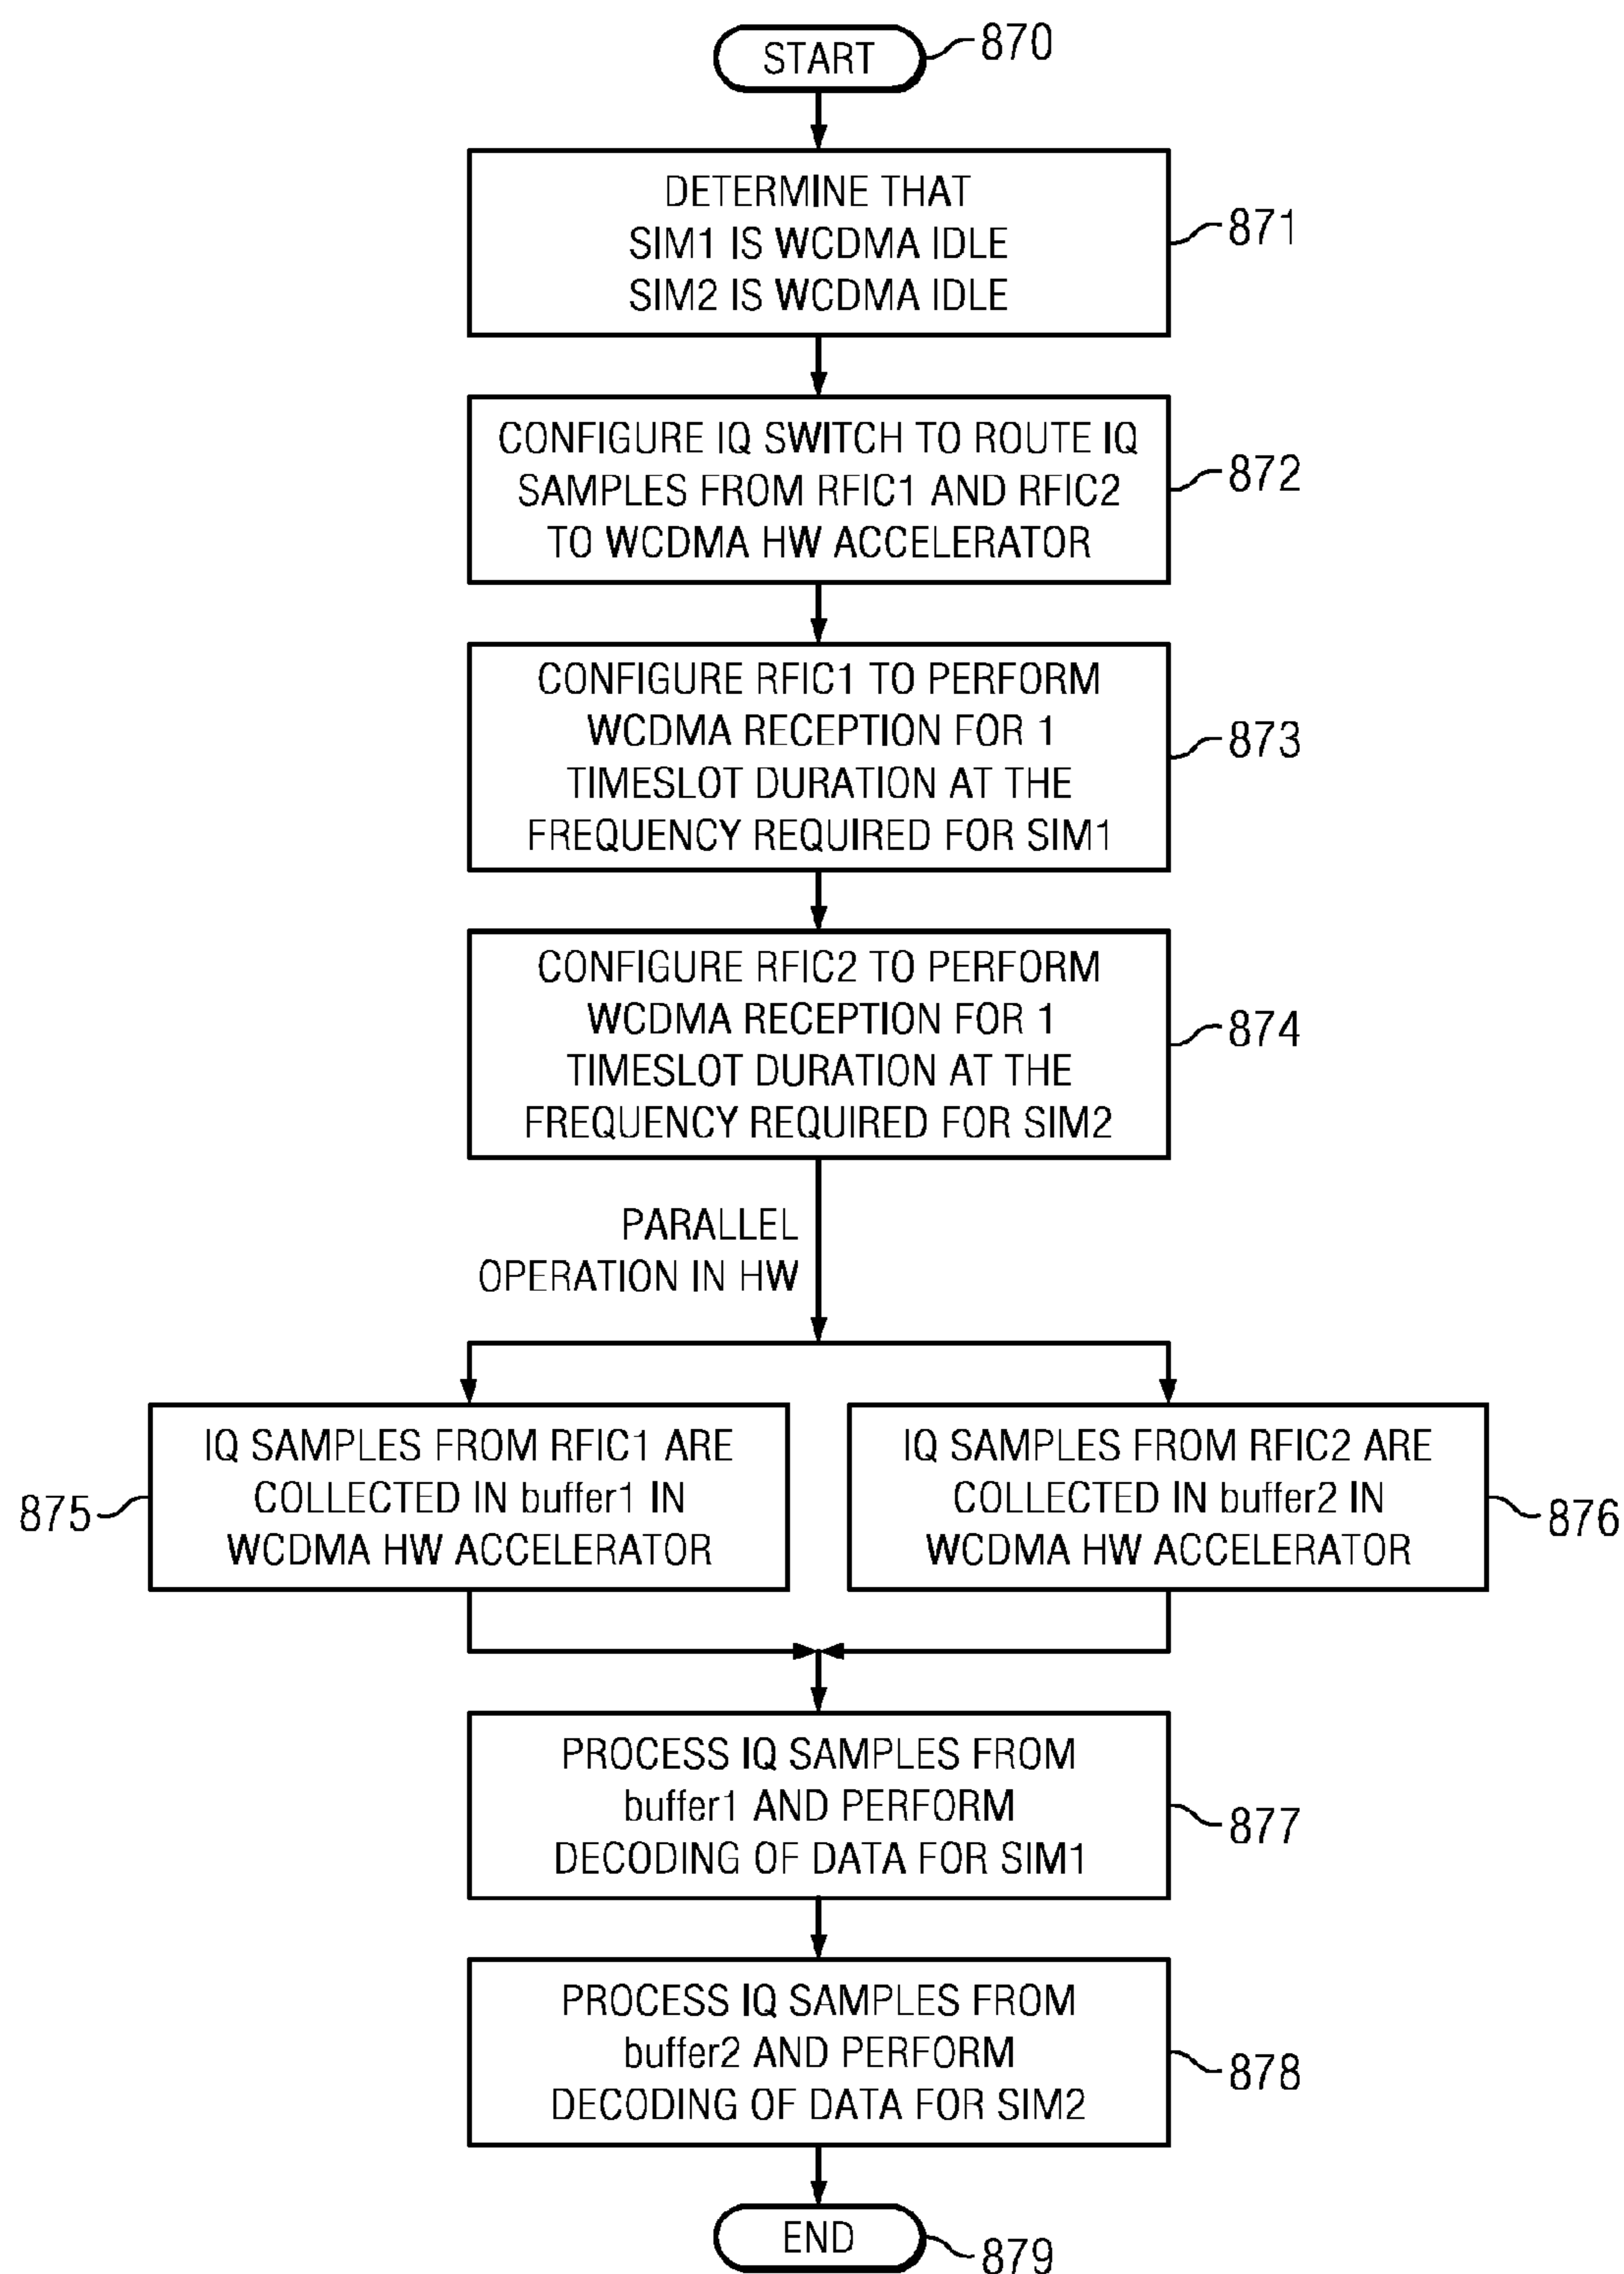 START
870
DETERMINE THAT
SIM1 IS WCDMA IDLE
SIM2 IS WCDMA IDLE
871
CONFIGURE IQ SWITCH TO ROUTE IQ
SAMPLES FROM RFIC1 AND RFIC2
TO WCDMA HW ACCELERATOR
872
CONFIGURE RFIC1 TO PERFORM
WCDMA RECEPTION FOR 1
TIMESLOT DURATION AT THE
FREQUENCY REQUIRED FOR SIM1
873
CONFIGURE RFIC2 TO PERFORM
WCDMA RECEPTION FOR 1
TIMESLOT DURATION AT THE
FREQUENCY REQUIRED FOR SIM2
874
PARALLEL
OPERATION IN HW
IQ SAMPLES FROM RFIC1 ARE
COLLECTED IN buffer1 IN
WCDMA HW ACCELERATOR
875
IQ SAMPLES FROM RFIC2 ARE
COLLECTED IN buffer2 IN
WCDMA HW ACCELERATOR
876
PROCESS IQ SAMPLES FROM
buffer1 AND PERFORM
DECODING OF DATA FOR SIM1
877
PROCESS IQ SAMPLES FROM
buffer2 AND PERFORM
DECODING OF DATA FOR SIM2
878
END
879